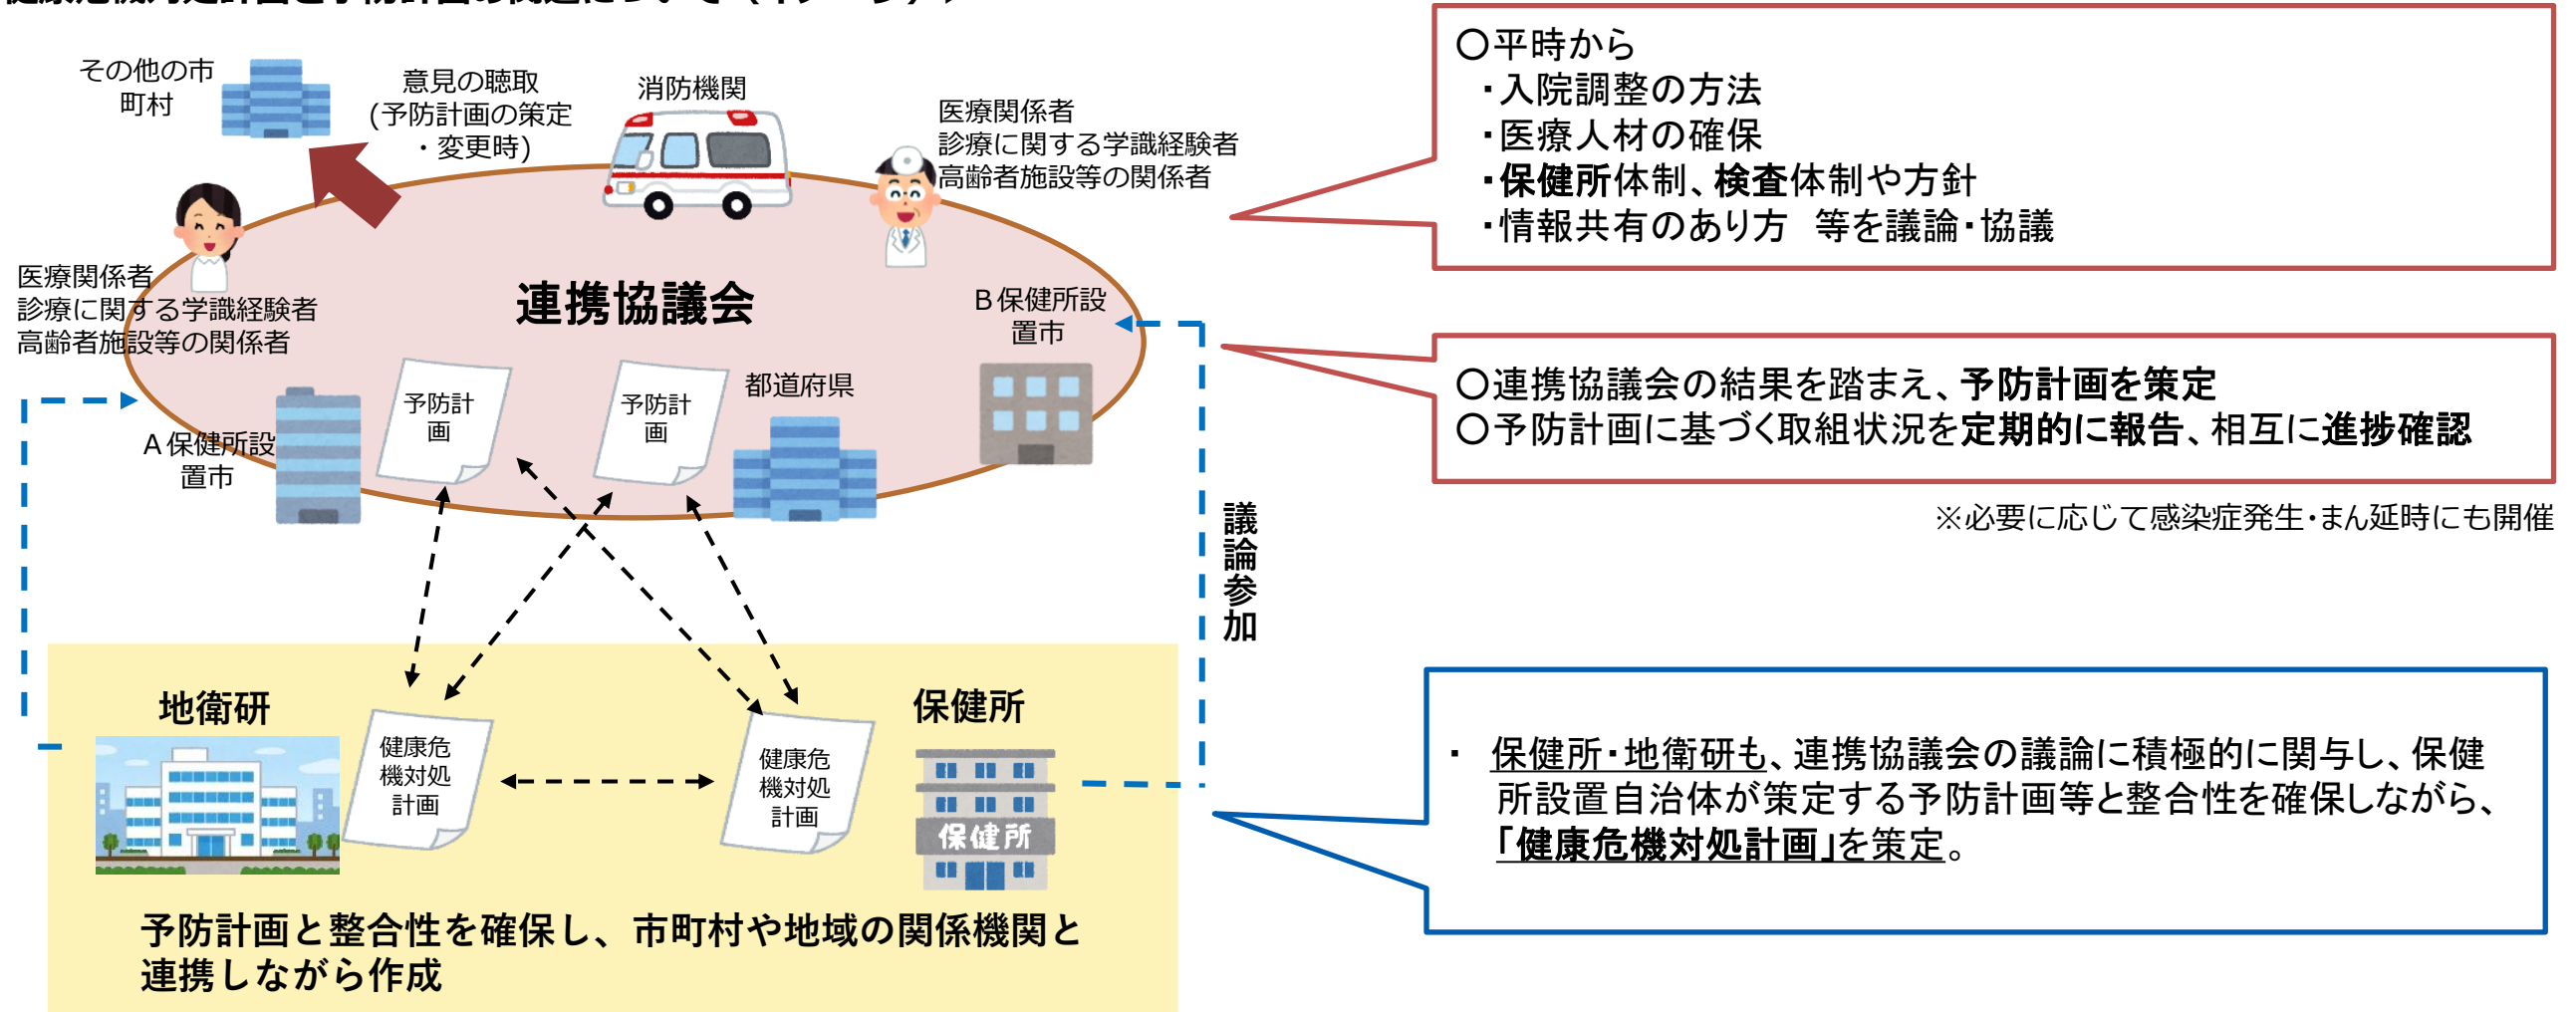 その他の市
町村
意見の聴取
(予防計画の策定
・変更時)
消防機関
医療関係者
診療に関する学識経験者
高齢者施設等の関係者
医療関係者
診療に関する学識経験者
高齢者施設等の関係者
連携協議会
B保健所設
置市
A保健所設
置市
予防計
画
予防計
画
都道府県
〇平時から
・入院調整の方法
・医療人材の確保
・保健所体制、検査体制や方針
・情報共有のあり方　等を議論・協議
〇連携協議会の結果を踏まえ、予防計画を策定
〇予防計画に基づく取組状況を定期的に報告、相互に進捗確認
※必要に応じて感染症発生・まん延時にも開催
議論参加
地衛研
健康危
機対処
計画
健康危
機対処
計画
保健所
保健所
予防計画と整合性を確保し、市町村や地域の関係機関と
連携しながら作成
・ 保健所・地衛研も、連携協議会の議論に積極的に関与し、保健
所設置自治体が策定する予防計画等と整合性を確保しながら、
「健康危機対処計画」を策定。